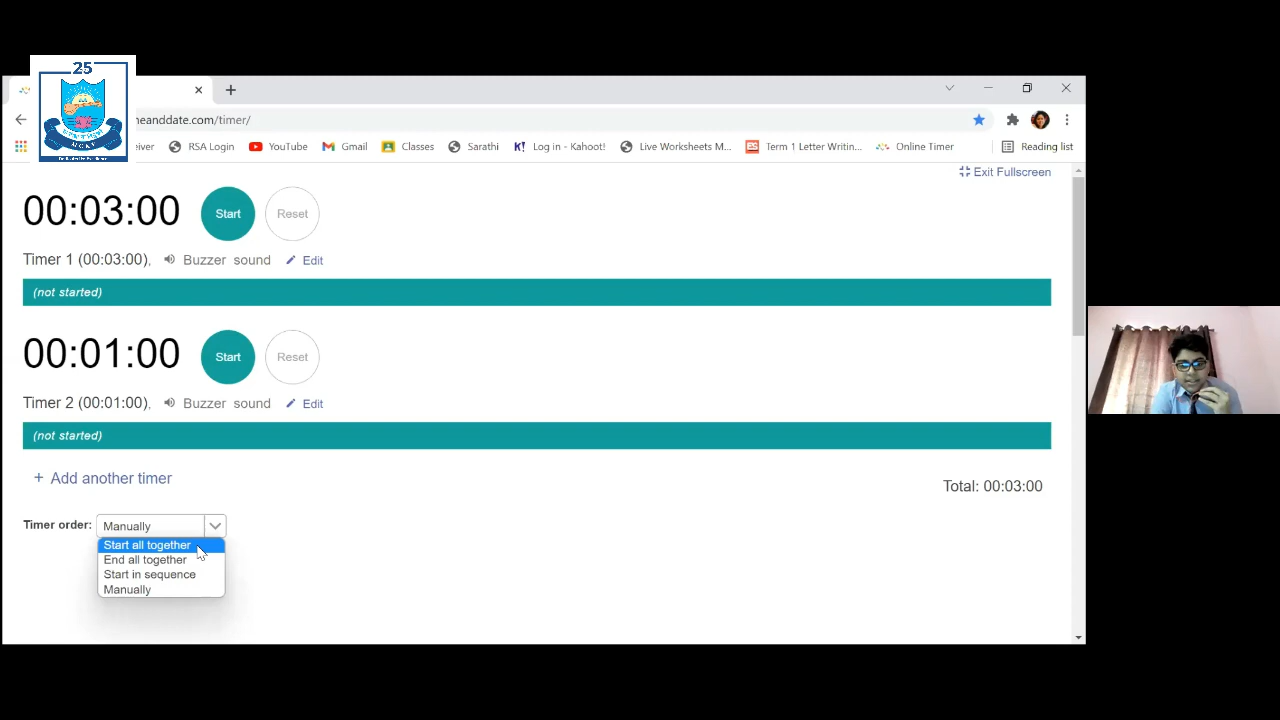 25
eanddate.com/timer/
eiver
RSA Login
YouTube
Gmail
Classes
Sarathi
Log in - Kahoot!
Live Worksheets M...
Term 1 Letter Writin...
Online Timer
Reading list
Exit Fullscreen
00:03:00
Start
Reset
Timer 1 (00:03:00),
Buzzer sound
Edit
(not started)
00:01:00
Start
Reset
Timer 2 (00:01:00),
Buzzer sound
Edit
(not started)
+ Add another timer
Total: 00:03:00
Timer order:
Manually
Start all together
End all together
Start in sequence
Manually